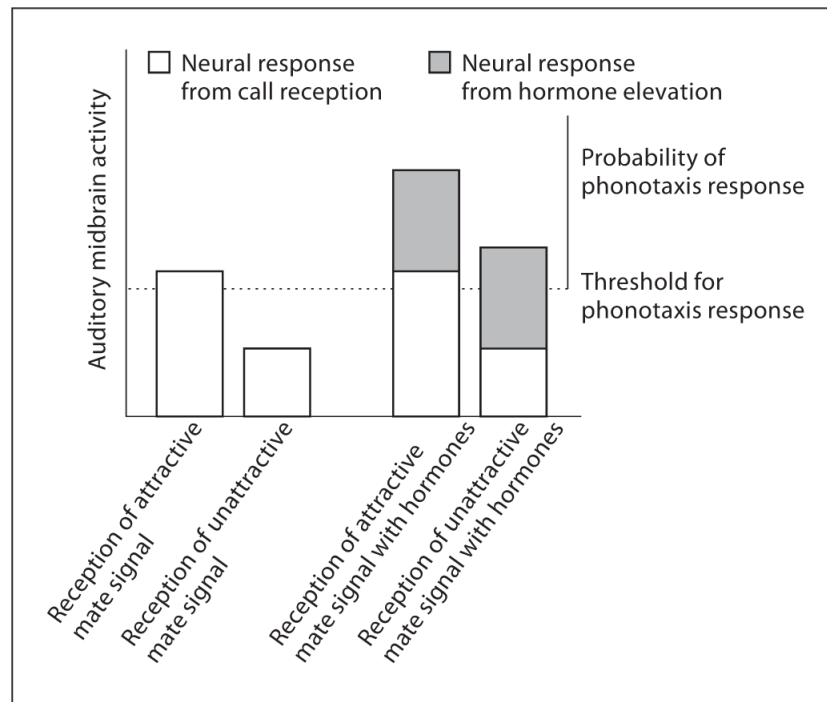 Neural response
from call reception
Neural response
from hormone elevation
Auditory midbrain activity
Probability of
phonotaxis response
Threshold for
phonotaxis response
Reception of attractive
mate signal
Reception of unattractive
mate signal
Reception of attractive
mate signal with hormones
Reception of unattractive
mate signal with hormones